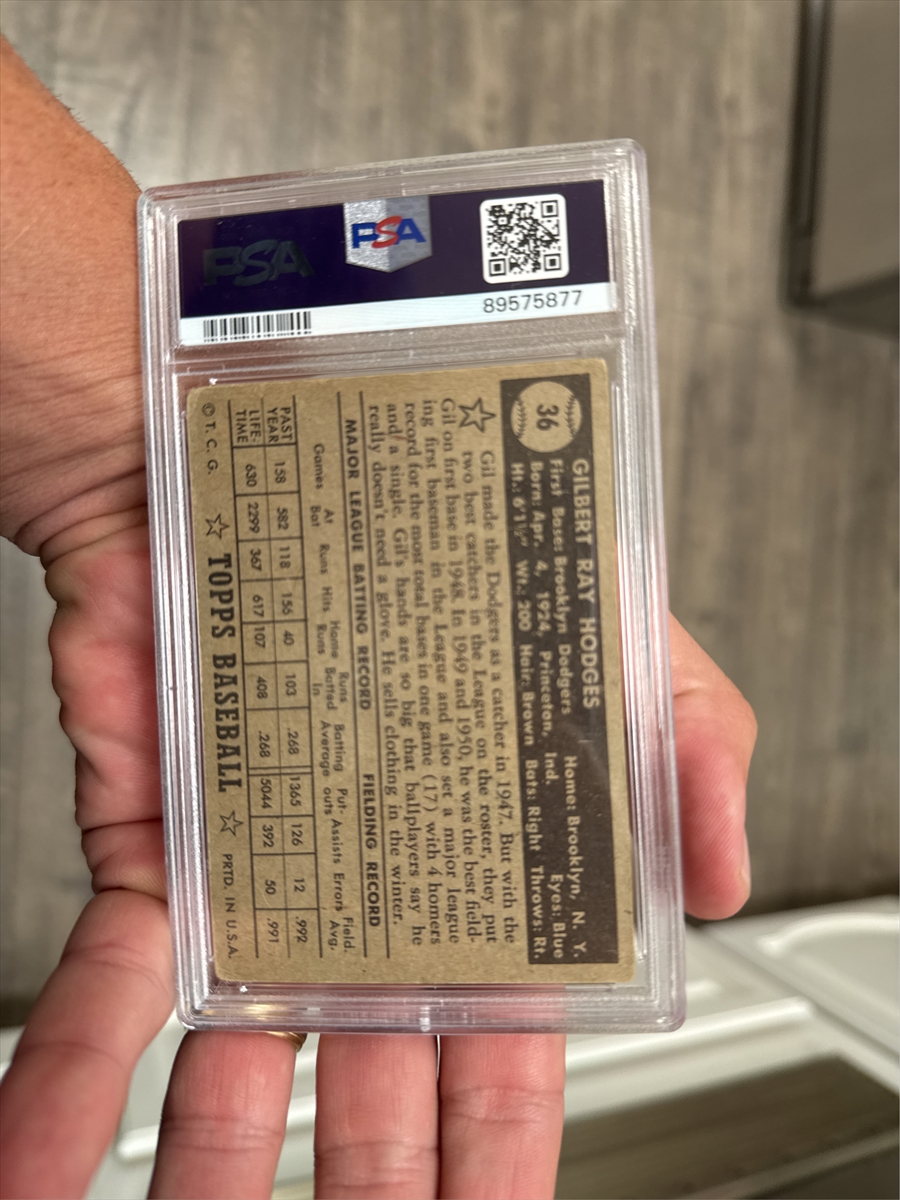 PSA
PSA
89575877
36
GILBERT RAY HODGES
First Base: Brooklyn Dodgers Home: Brooklyn, N. Y.
Born: Apr. 4, 1924, Princeton, Ind. Eyes: Blue
Ht.: 6'1½" Wt.: 200 Hair: Brown Bats: Right Throws: Rt.
Gil made the Dodgers as a catcher in 1947. But with the
two best catchers in the League on the roster, they put
Gil on first base in 1948. In 1949 and 1950, he was the best field-
ing first baseman in the League and also set a major league
record for the most total bases in one game (17) with 4 homers
and a single. Gil's hands are so big that ballplayers say he
really doesn't need a glove. He sells clothing in the winter.
MAJOR LEAGUE BATTING RECORD FIELDING RECORD
Games At Bat Runs Hits Home Runs Runs Batted In Batting Average Put-outs Assists Errors Field. Avg.
PAST YEAR 158 582 118 156 40 103 .268 1365 126 12 .992
LIFE-TIME 630 2299 367 617 107 408 .268 5044 392 50 .991
© T. C. G. TOPPS BASEBALL PRTD. IN U.S.A.